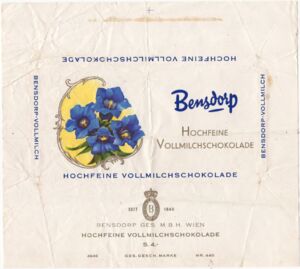 HOCHFEINE VOLLMILCHSCHOKOLADE
BENSDORP-VOLLMILCH
Bensdorp
HOCHFEINE
VOLLMILCHSCHOKOLADE
BENSDORP-VOLLMILCH
HOCHFEINE VOLLMILCHSCHOKOLADE
SEIT B 1840
BENSDORP GES. M. B. H. WIEN
HOCHFEINE VOLLMILCHSCHOKOLADE
S. 4.-
GES. GESCH. MARKE